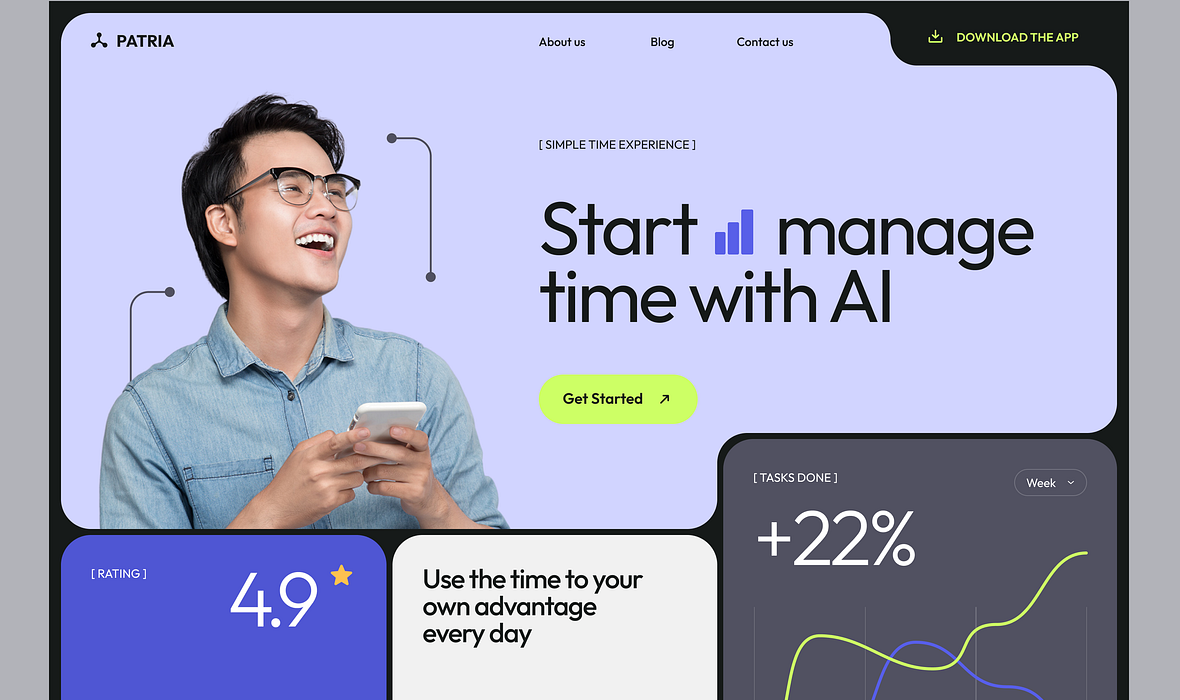 PATRIA
About us
Blog
Contact us
DOWNLOAD THE APP
[ SIMPLE TIME EXPERIENCE ]
Start manage
time with AI
Get Started
[ RATING ]
4.9
Use the time to your
own advantage
every day
[ TASKS DONE ]
Week
+22%